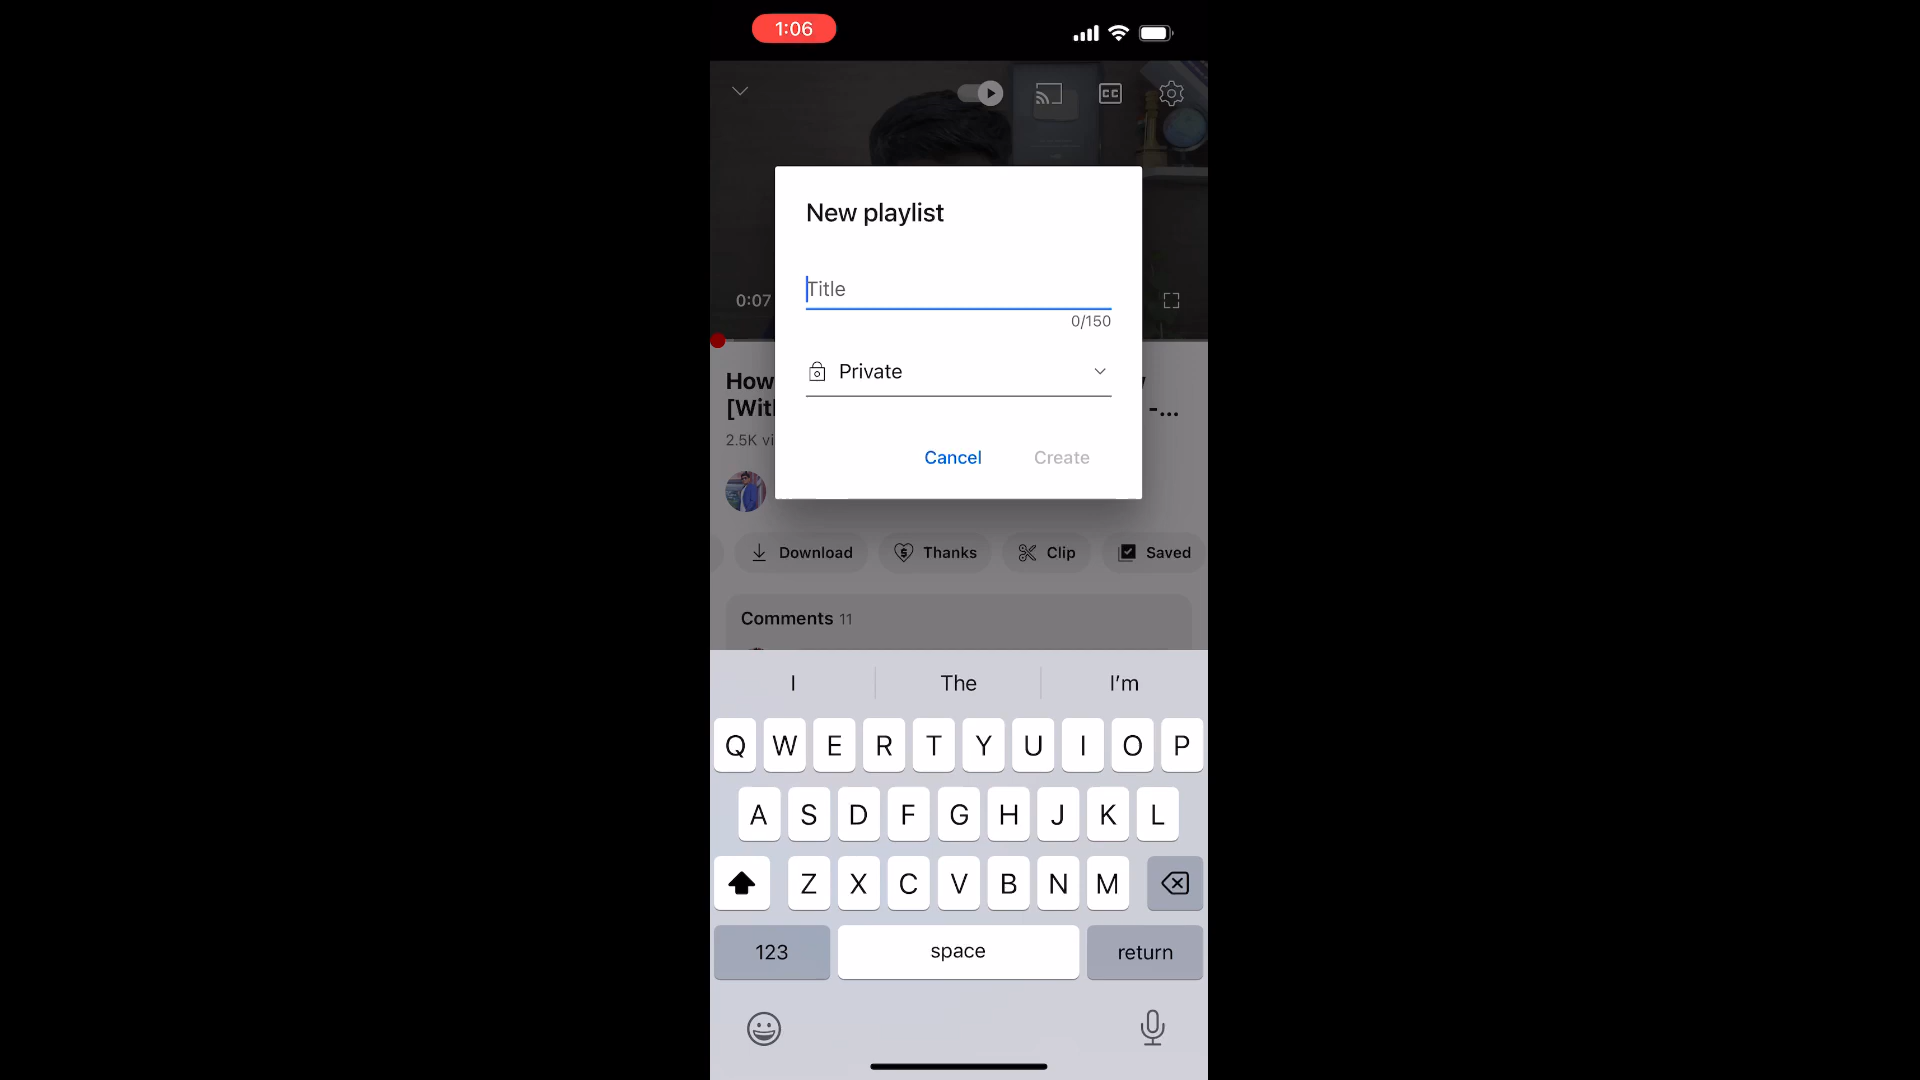 1:06
CC
New playlist
Title
0:07
0/150
Private
How
[Wit
-...
2.5K vi
Cancel
Create
Download
Thanks
Clip
Saved
Comments 11
I
The
I'm
Q W E R T Y U I O P
A S D F G H J K L
Z X C V B N M
123
space
return